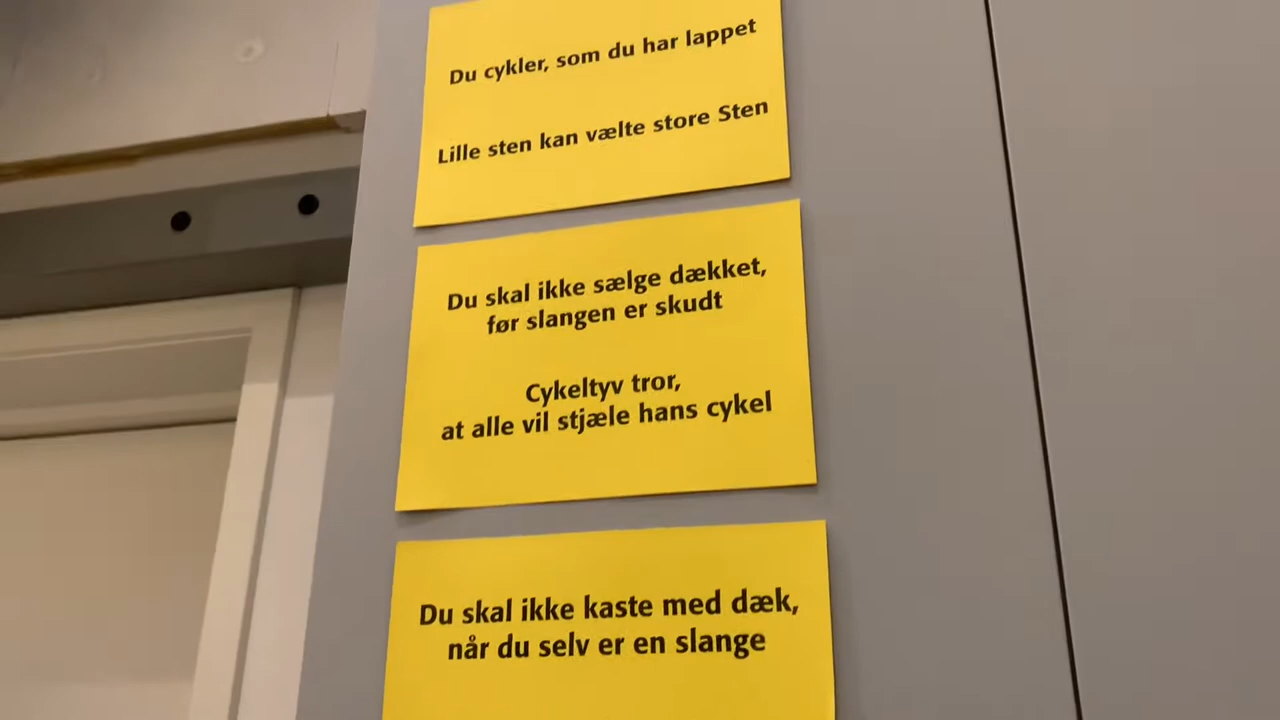 Du cykler, som du har lappet
Lille sten kan vælte store Sten
Du skal ikke sælge dækket,
før slangen er skudt
Cykeltyv tror,
at alle vil stjæle hans cykel
Du skal ikke kaste med dæk,
når du selv er en slange